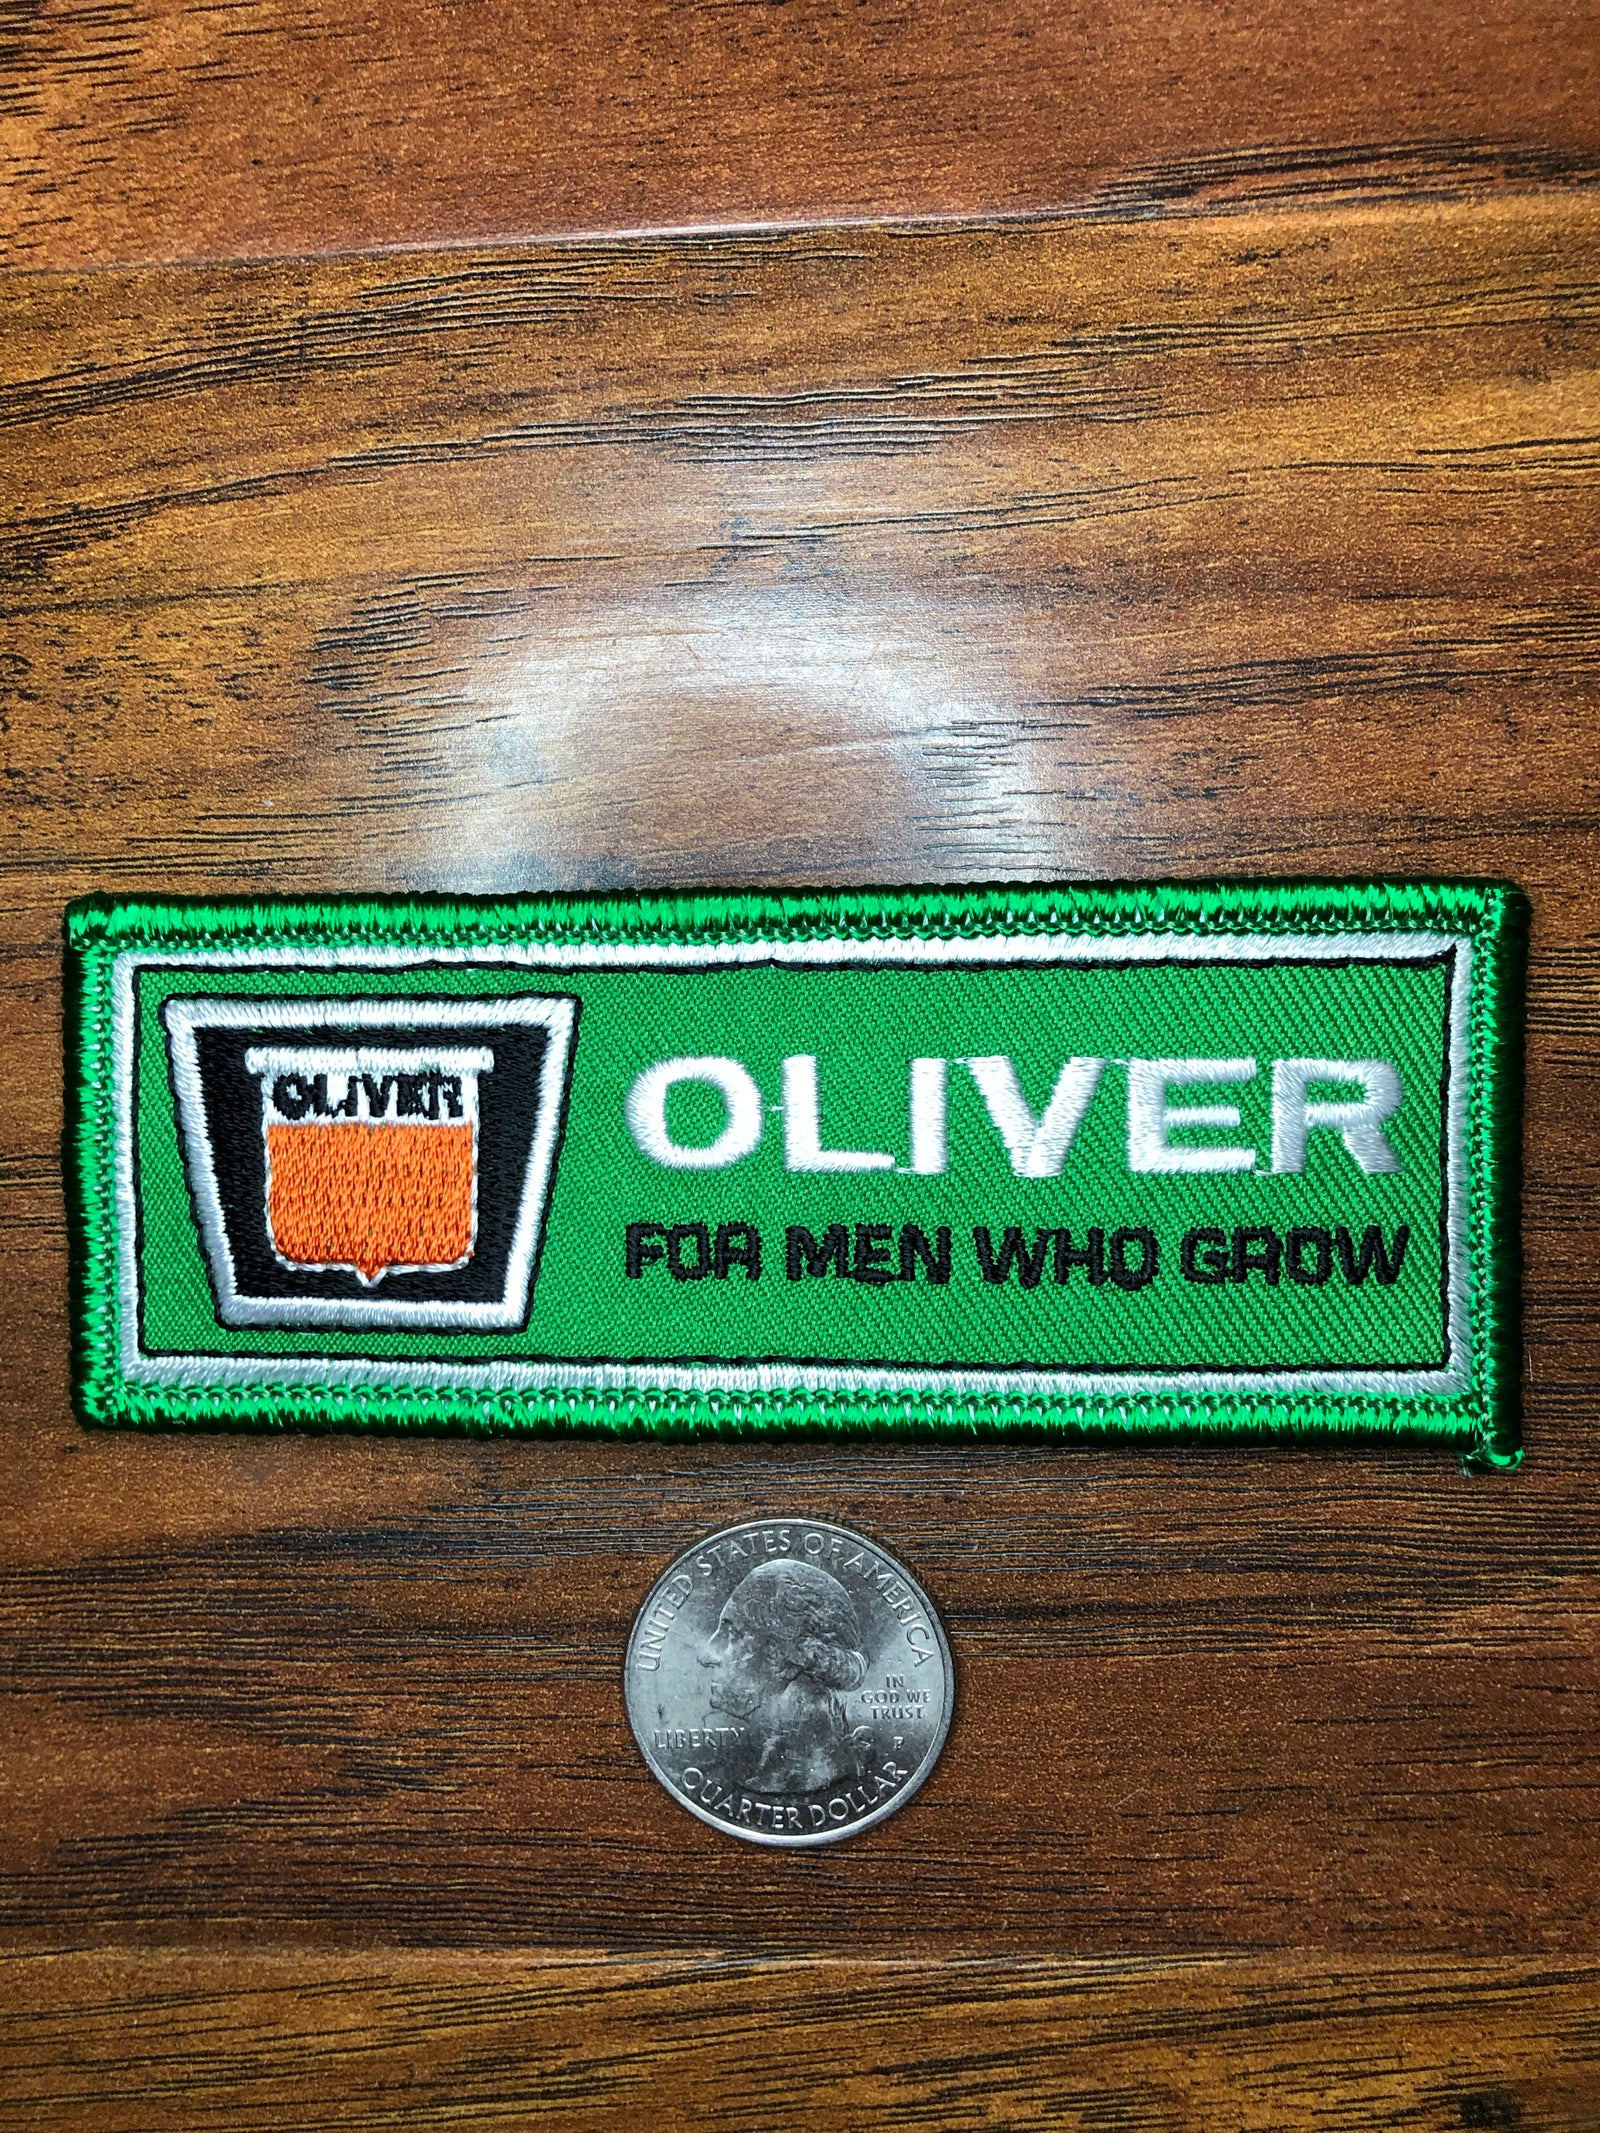 OLIVER
OLIVER
FOR MEN WHO GROW
UNITED STATES OF AMERICA
IN
GOD WE
TRUST
LIBERTY
P
QUARTER DOLLAR